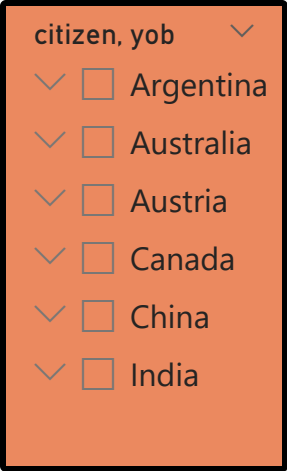 citizen, yob
Argentina
Australia
Austria
Canada
China
India